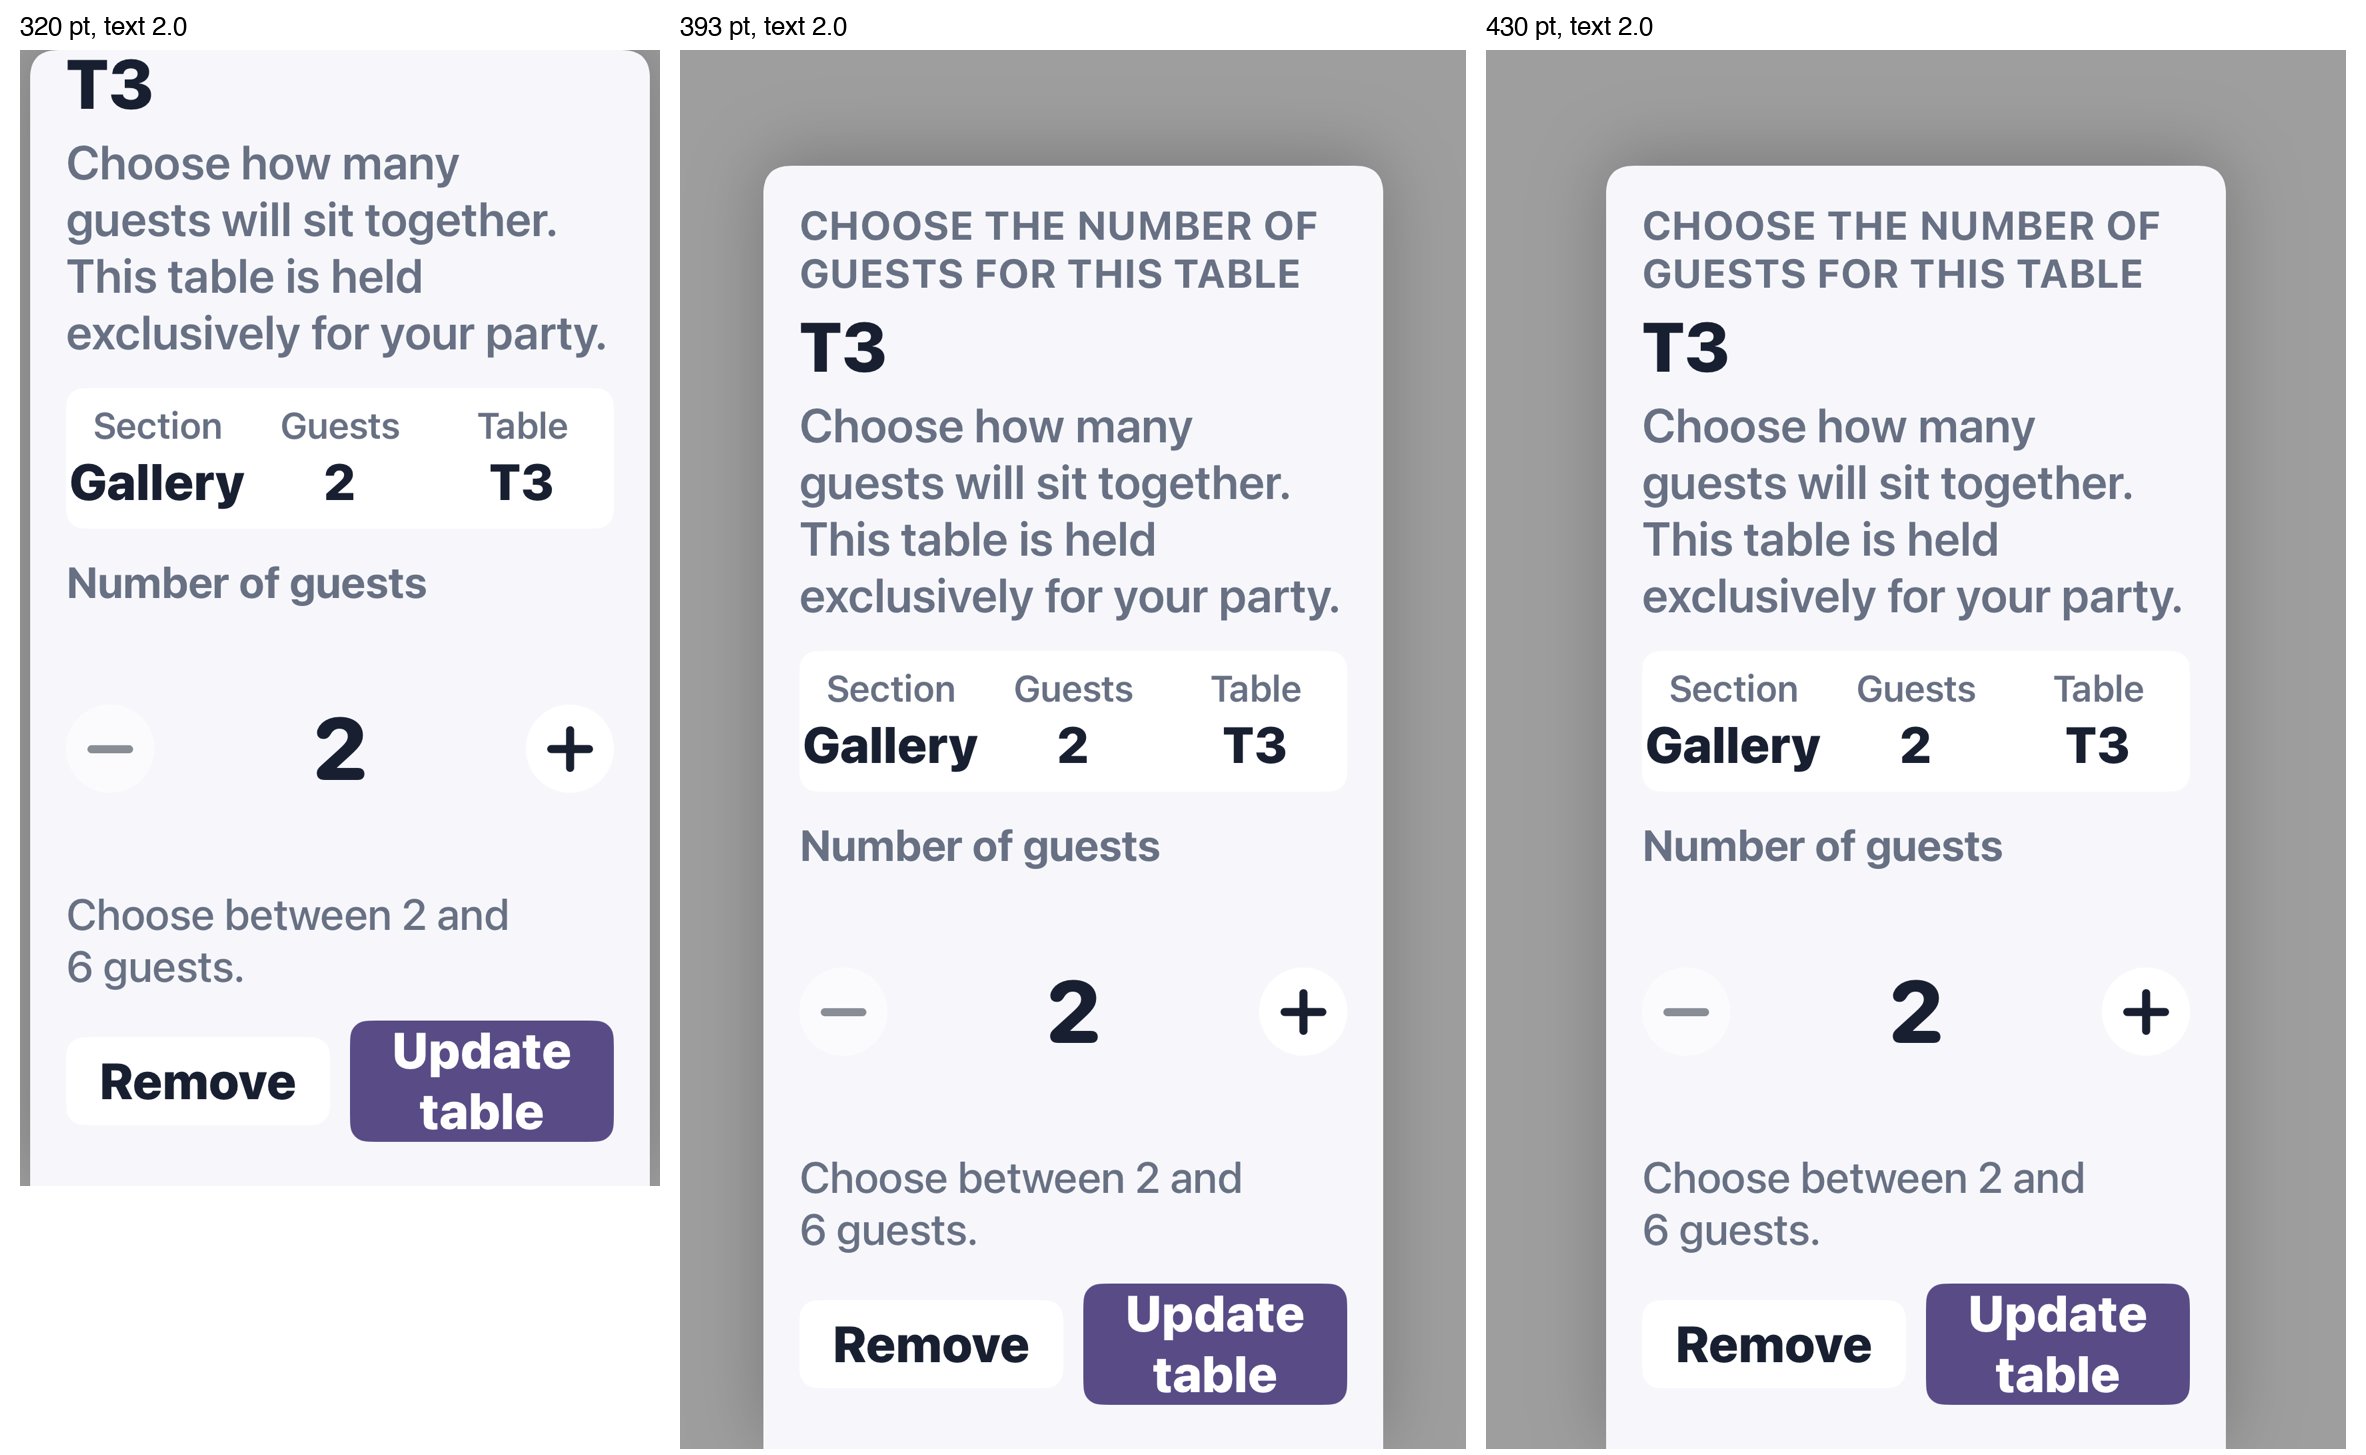 320 pt, text 2.0
T3
Choose how many
guests will sit together.
This table is held
exclusively for your party.
Section Guests Table
Gallery 2 T3
Number of guests
2
Choose between 2 and
6 guests.
Remove
Update
table
393 pt, text 2.0
CHOOSE THE NUMBER OF
GUESTS FOR THIS TABLE
T3
Choose how many
guests will sit together.
This table is held
exclusively for your party.
Section Guests Table
Gallery 2 T3
Number of guests
2
Choose between 2 and
6 guests.
Remove
Update
table
430 pt, text 2.0
CHOOSE THE NUMBER OF
GUESTS FOR THIS TABLE
T3
Choose how many
guests will sit together.
This table is held
exclusively for your party.
Section Guests Table
Gallery 2 T3
Number of guests
2
Choose between 2 and
6 guests.
Remove
Update
table